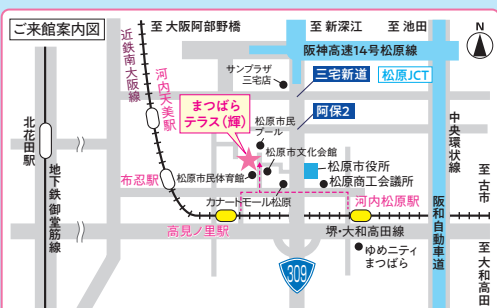 ご来館案内図
至 大阪阿部野橋
至 新深江
至 池田
N
近鉄南大阪線
阪神高速14号松原線
サンプラザ
三宅店
三宅新道
松原JCT
河内天美駅
まつばら
テラス(輝)
松原市民
プール
阿保2
中央環状線
北花田駅
松原市文化会館
松原市役所
布忍駅
松原市民体育館
松原商工会議所
地下鉄御堂筋線
カナートモール松原
河内松原駅
至 古市
高見ノ里駅
堺・大和高田線
阪和自動車道
ゆめニティ
まつばら
309
至 大和高田